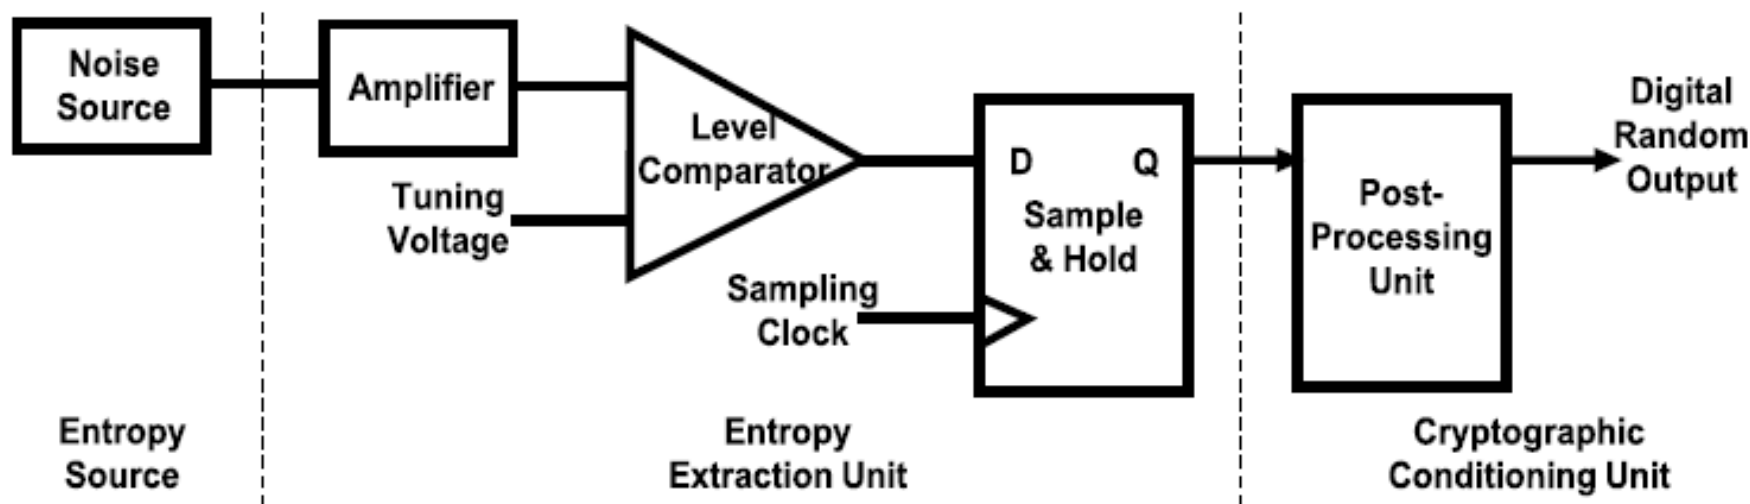 Noise
Source
Amplifier
Level
Comparator
Tuning
Voltage
D
Q
Sample
& Hold
Sampling
Clock
Post-
Processing
Unit
Digital
Random
Output
Entropy
Source
Entropy
Extraction Unit
Cryptographic
Conditioning Unit